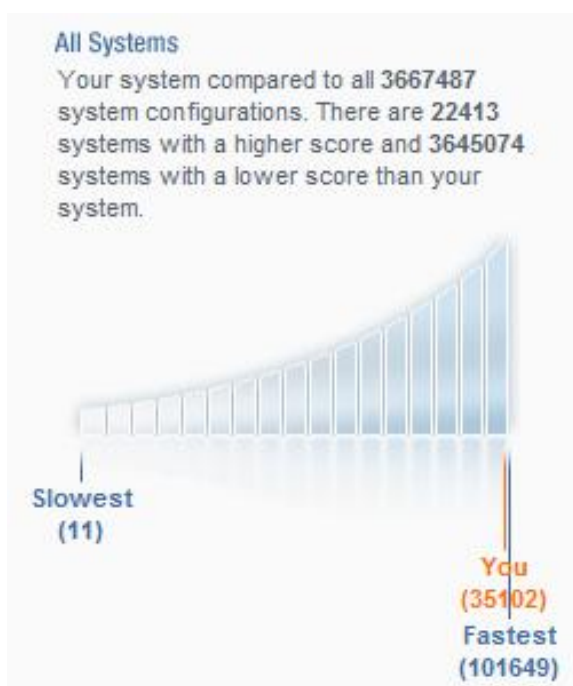 All Systems
Your system compared to all 3667487
system configurations. There are 22413
systems with a higher score and 3645074
systems with a lower score than your
system.
Slowest
(11)
You
(35102)
Fastest
(101649)